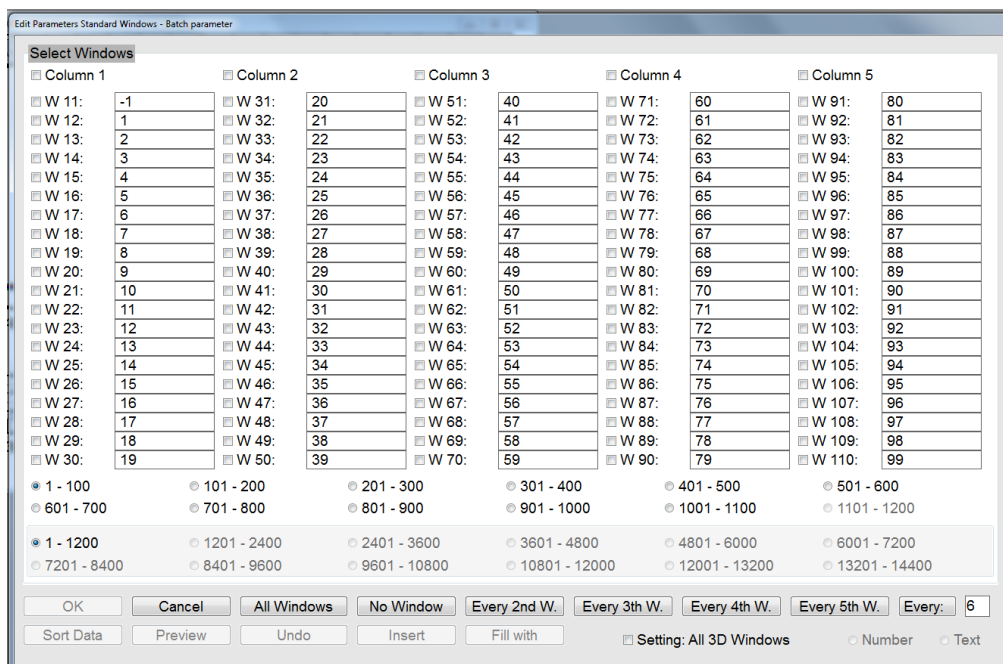 Edit Parameters Standard Windows - Batch parameter
Select Windows
Column 1 Column 2 Column 3 Column 4 Column 5
W 11: -1 W 31: 20 W 51: 40 W 71: 60 W 91: 80
W 12: 1 W 32: 21 W 52: 41 W 72: 61 W 92: 81
W 13: 2 W 33: 22 W 53: 42 W 73: 62 W 93: 82
W 14: 3 W 34: 23 W 54: 43 W 74: 63 W 94: 83
W 15: 4 W 35: 24 W 55: 44 W 75: 64 W 95: 84
W 16: 5 W 36: 25 W 56: 45 W 76: 65 W 96: 85
W 17: 6 W 37: 26 W 57: 46 W 77: 66 W 97: 86
W 18: 7 W 38: 27 W 58: 47 W 78: 67 W 98: 87
W 19: 8 W 39: 28 W 59: 48 W 79: 68 W 99: 88
W 20: 9 W 40: 29 W 60: 49 W 80: 69 W 100: 89
W 21: 10 W 41: 30 W 61: 50 W 81: 70 W 101: 90
W 22: 11 W 42: 31 W 62: 51 W 82: 71 W 102: 91
W 23: 12 W 43: 32 W 63: 52 W 83: 72 W 103: 92
W 24: 13 W 44: 33 W 64: 53 W 84: 73 W 104: 93
W 25: 14 W 45: 34 W 65: 54 W 85: 74 W 105: 94
W 26: 15 W 46: 35 W 66: 55 W 86: 75 W 106: 95
W 27: 16 W 47: 36 W 67: 56 W 87: 76 W 107: 96
W 28: 17 W 48: 37 W 68: 57 W 88: 77 W 108: 97
W 29: 18 W 49: 38 W 69: 58 W 89: 78 W 109: 98
W 30: 19 W 50: 39 W 70: 59 W 90: 79 W 110: 99
1 - 100 101 - 200 201 - 300 301 - 400 401 - 500 501 - 600
601 - 700 701 - 800 801 - 900 901 - 1000 1001 - 1100 1101 - 1200
1 - 1200 1201 - 2400 2401 - 3600 3601 - 4800 4801 - 6000 6001 - 7200
7201 - 8400 8401 - 9600 9601 - 10800 10801 - 12000 12001 - 13200 13201 - 14400
OK Cancel All Windows No Window Every 2nd W. Every 3th W. Every 4th W. Every 5th W. Every: 6
Sort Data Preview Undo Insert Fill with Setting: All 3D Windows Number Text